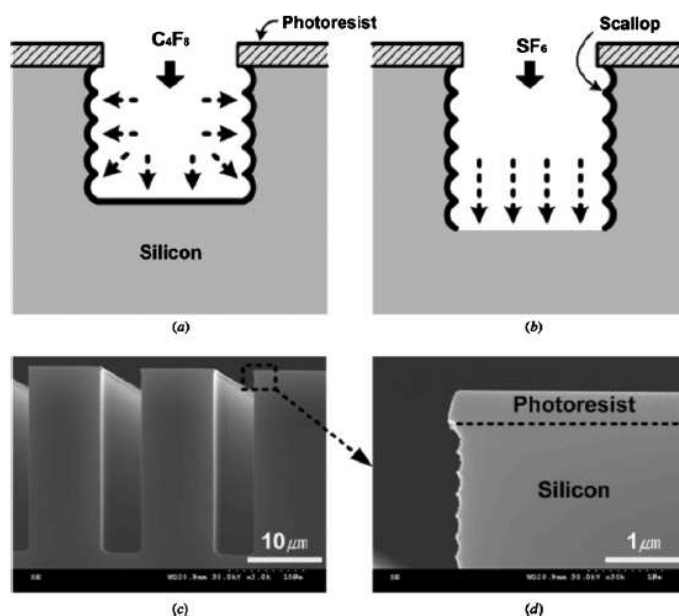 Photoresist
C₄F₈
Silicon
(a)
Scallop
SF₆
(b)
10 μm
(c)
Photoresist
Silicon
1 μm
(d)